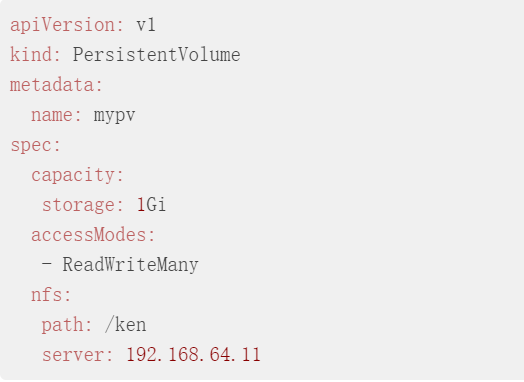 apiVersion: v1
kind: PersistentVolume
metadata:
  name: mypv
spec:
  capacity:
   storage: 1Gi
  accessModes:
   - ReadWriteMany
  nfs:
   path: /ken
   server: 192.168.64.11